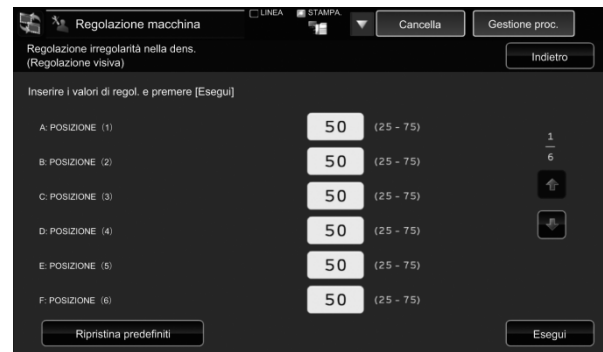 Regolazione macchina
LINEA
STAMPA.
Cancella
Gestione proc.
Regolazione irregolarità nella dens.
(Regolazione visiva)
Indietro
Inserire i valori di regol. e premere [Esegui]
A: POSIZIONE (1) 50 (25 - 75)
B: POSIZIONE (2) 50 (25 - 75)
C: POSIZIONE (3) 50 (25 - 75)
D: POSIZIONE (4) 50 (25 - 75)
E: POSIZIONE (5) 50 (25 - 75)
F: POSIZIONE (6) 50 (25 - 75)
1
6
Ripristina predefiniti
Esegui